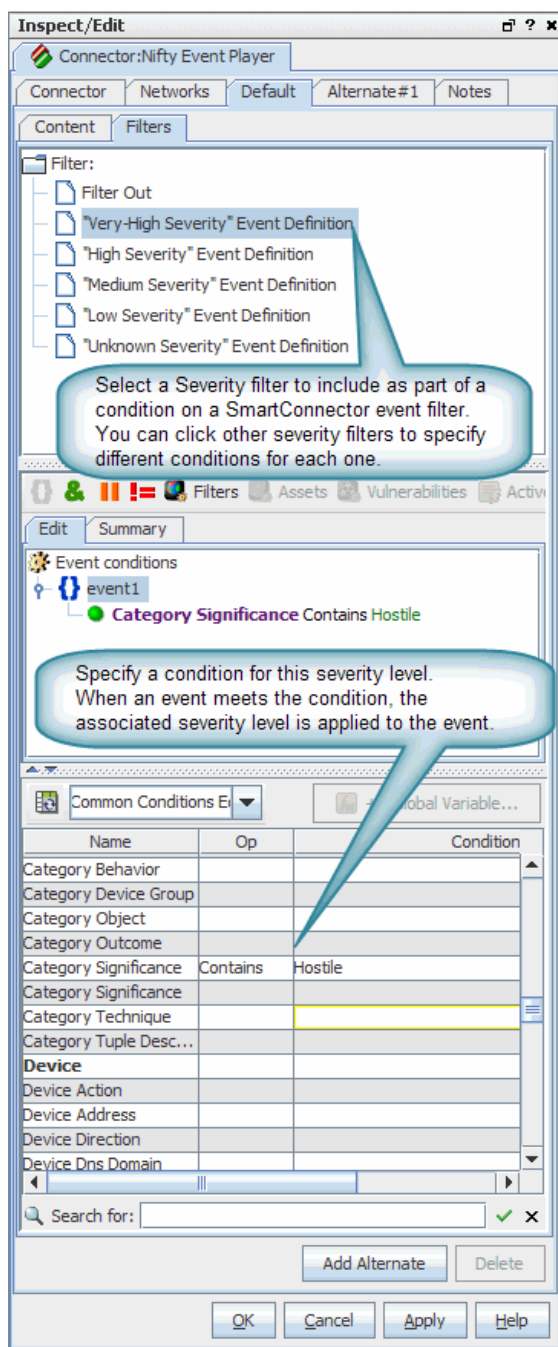 Inspect/Edit
Connector:Nifty Event Player
Connector Networks Default Alternate#1 Notes
Content Filters
Filter:
Filter Out
"Very-High Severity" Event Definition
"High Severity" Event Definition
"Medium Severity" Event Definition
"Low Severity" Event Definition
"Unknown Severity" Event Definition
Select a Severity filter to include as part of a
condition on a SmartConnector event filter.
You can click other severity filters to specify
different conditions for each one.
{} & || != Filters Assets Vulnerabilities Activ
Edit Summary
Event conditions
{} event1
Category Significance Contains Hostile
Specify a condition for this severity level.
When an event meets the condition, the
associated severity level is applied to the event.
Common Conditions E obal Variable...
Name Op Condition
Category Behavior
Category Device Group
Category Object
Category Outcome
Category Significance Contains Hostile
Category Significance
Category Technique
Category Tuple Desc...
Device
Device Action
Device Address
Device Direction
Device Dns Domain
Search for:
Add Alternate Delete
OK Cancel Apply Help